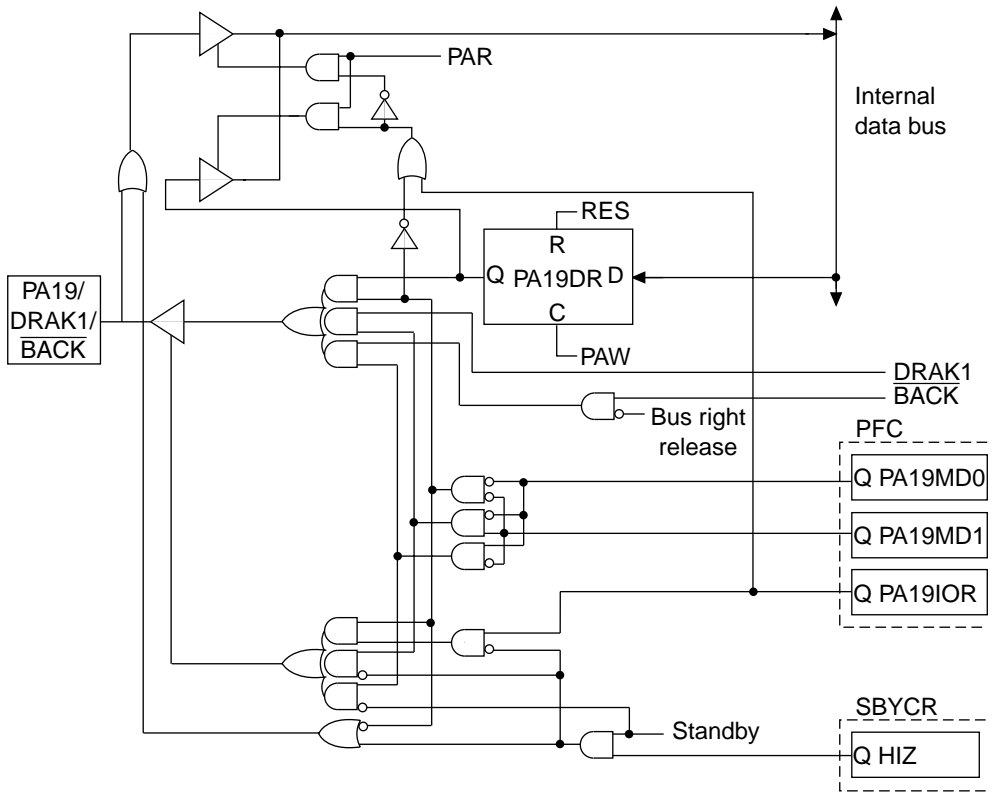 PAR
Internal
data bus
RES
R
Q PA19DR D
C
PAW
PA19/
DRAK1/
BACK
DRAK1
BACK
Bus right
release
PFC
Q PA19MD0
Q PA19MD1
Q PA19IOR
SBYCR
Standby
Q HIZ